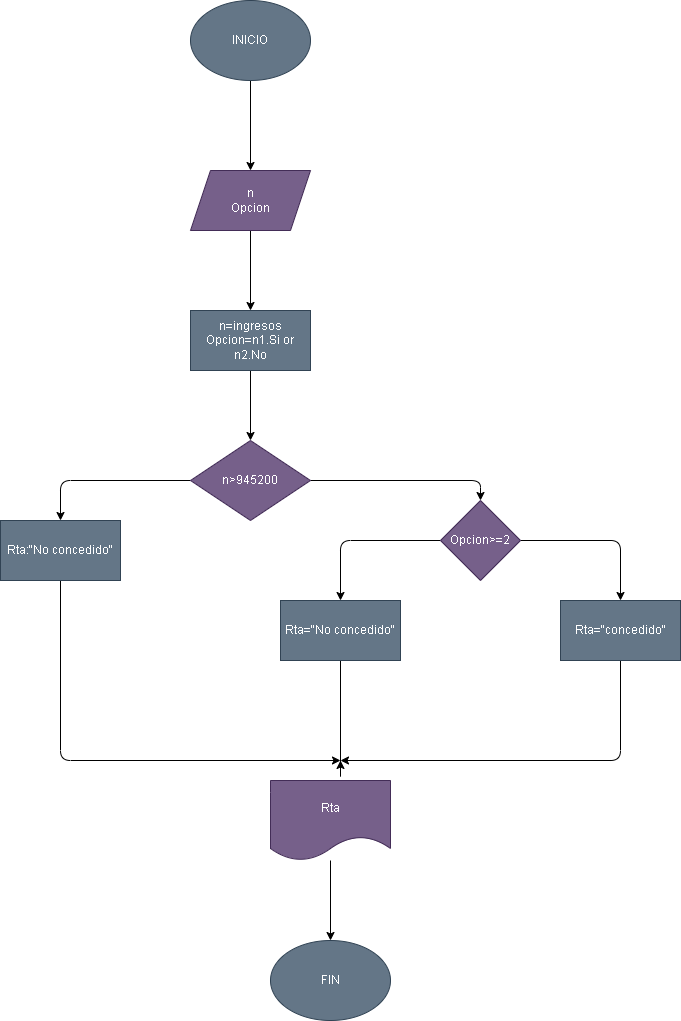 INICIO
n
Opcion
n=ingresos
Opcion=n1.Si or
n2.No
n>945200
Opcion>=2
Rta:"No concedido"
Rta="No concedido"
Rta="concedido"
Rta
FIN